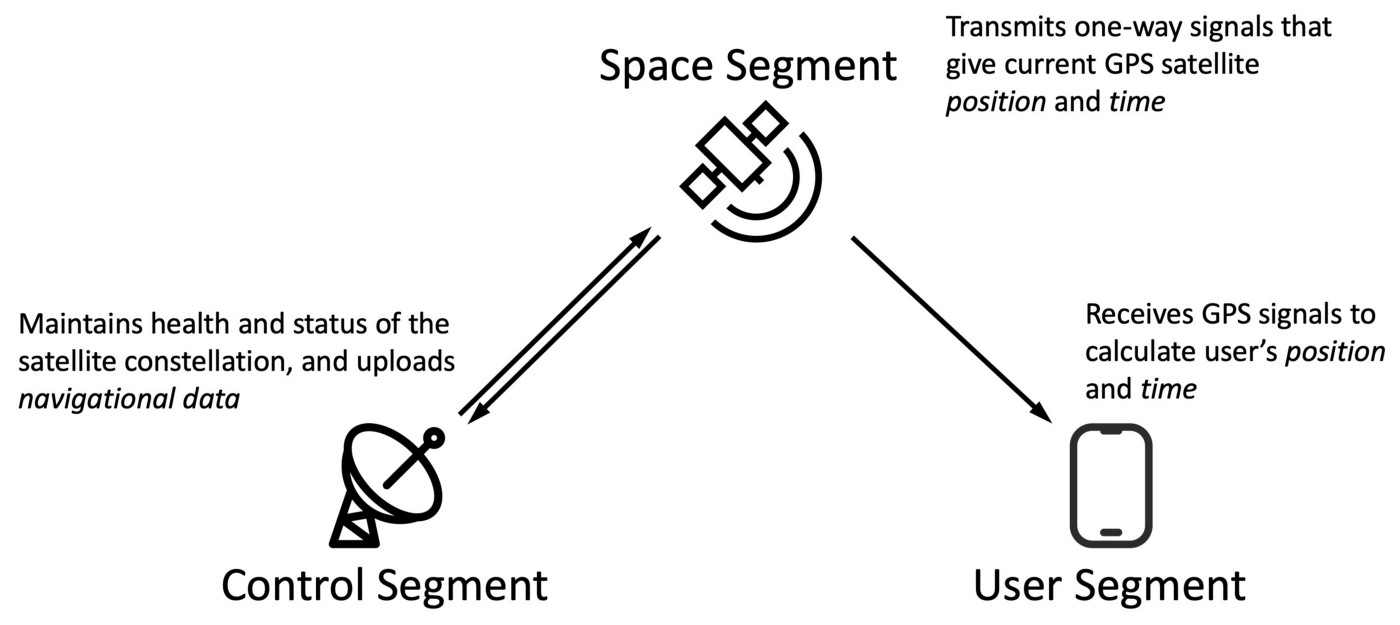 Space Segment
Transmits one-way signals that
give current GPS satellite
position and time
Maintains health and status of the
satellite constellation, and uploads
navigational data
Receives GPS signals to
calculate user’s position
and time
Control Segment
User Segment